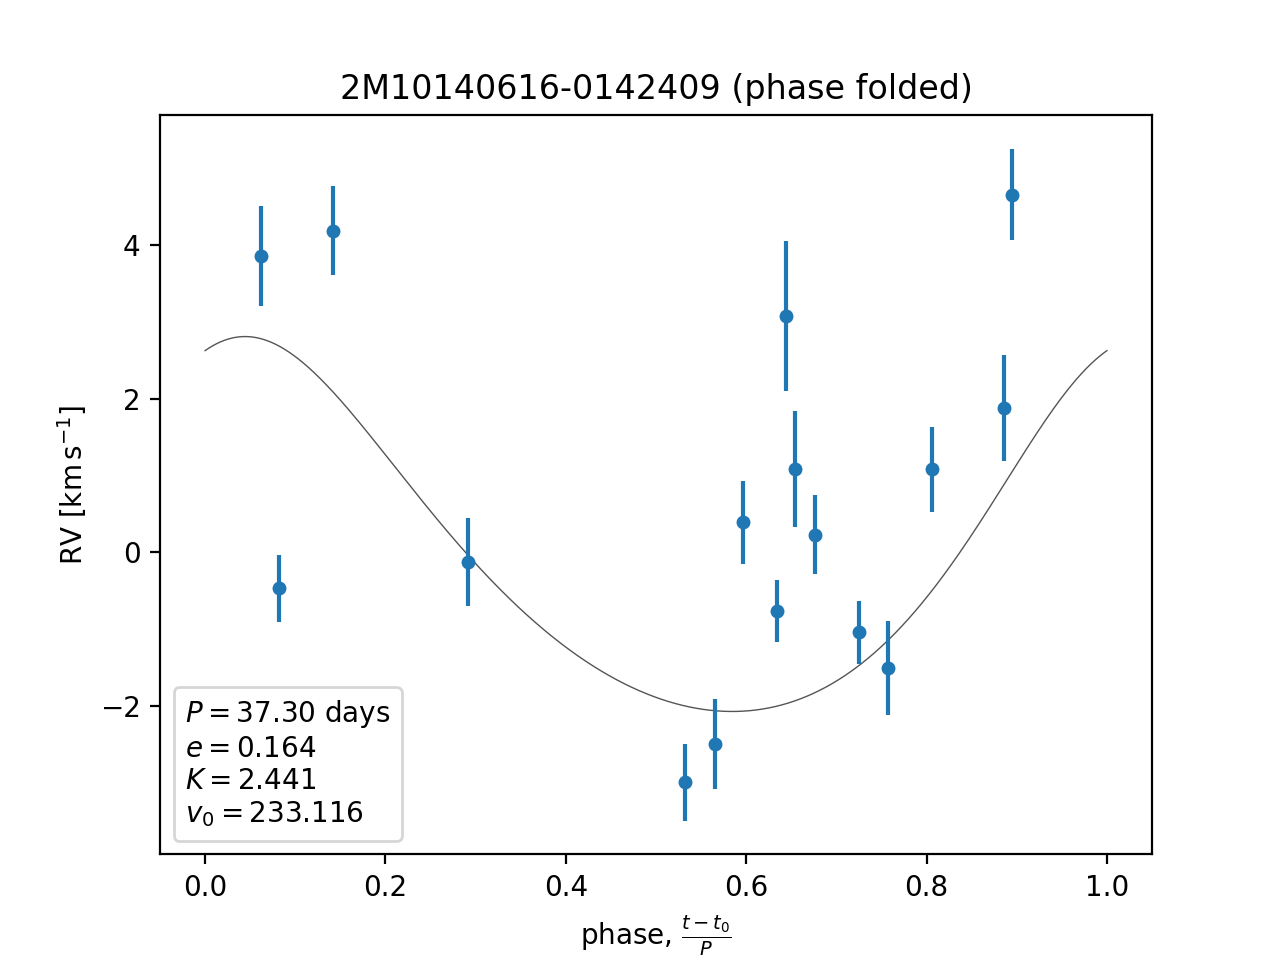 2M10140616-0142409 (phase folded)
RV [km s⁻¹]
4
2
0
−2
P = 37.30 days
e = 0.164
K = 2.441
v₀ = 233.116
0.0 0.2 0.4 0.6 0.8 1.0
phase, (t − t₀)/P